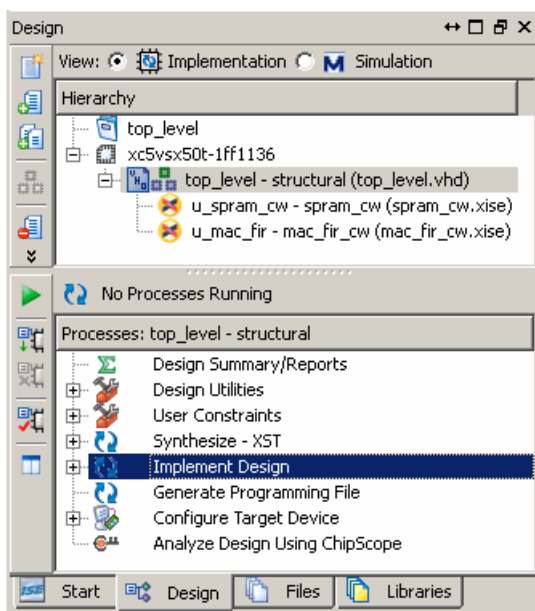 Design
View: Implementation Simulation
Hierarchy
top_level
xc5vsx50t-1ff1136
top_level - structural (top_level.vhd)
u_spram_cw - spram_cw (spram_cw.xise)
u_mac_fir - mac_fir_cw (mac_fir_cw.xise)
No Processes Running
Processes: top_level - structural
Design Summary/Reports
Design Utilities
User Constraints
Synthesize - XST
Implement Design
Generate Programming File
Configure Target Device
Analyze Design Using ChipScope
ISE Start Design Files Libraries